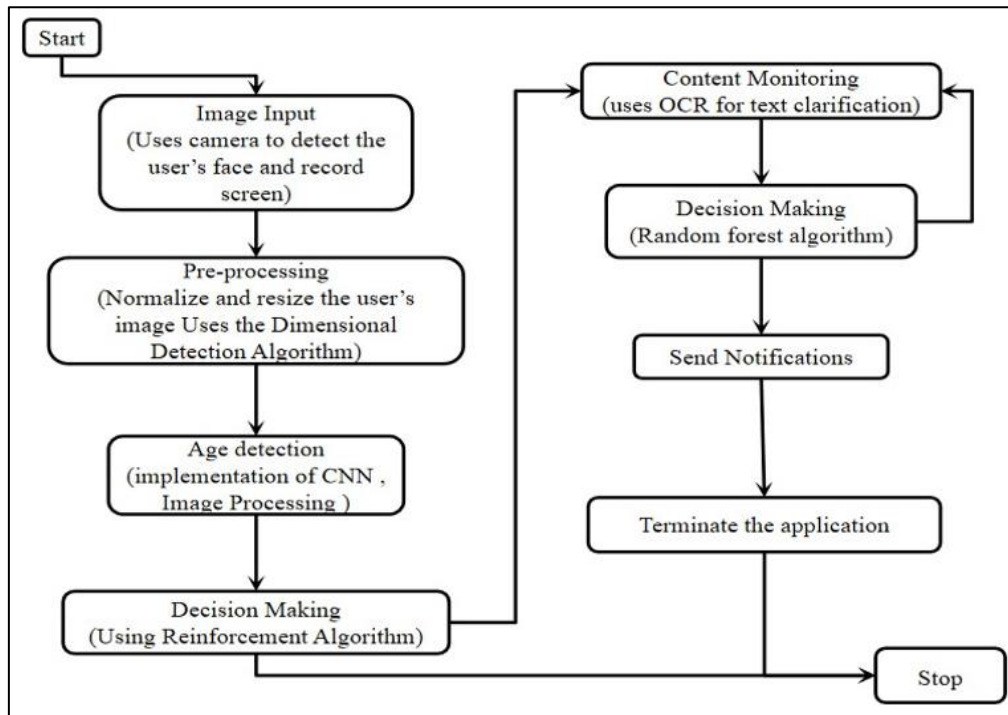 Start
Image Input
(Uses camera to detect the
user's face and record
screen)
Pre-processing
(Normalize and resize the user's
image Uses the Dimensional
Detection Algorithm)
Age detection
(implementation of CNN ,
Image Processing )
Decision Making
(Using Reinforcement Algorithm)
Content Monitoring
(uses OCR for text clarification)
Decision Making
(Random forest algorithm)
Send Notifications
Terminate the application
Stop